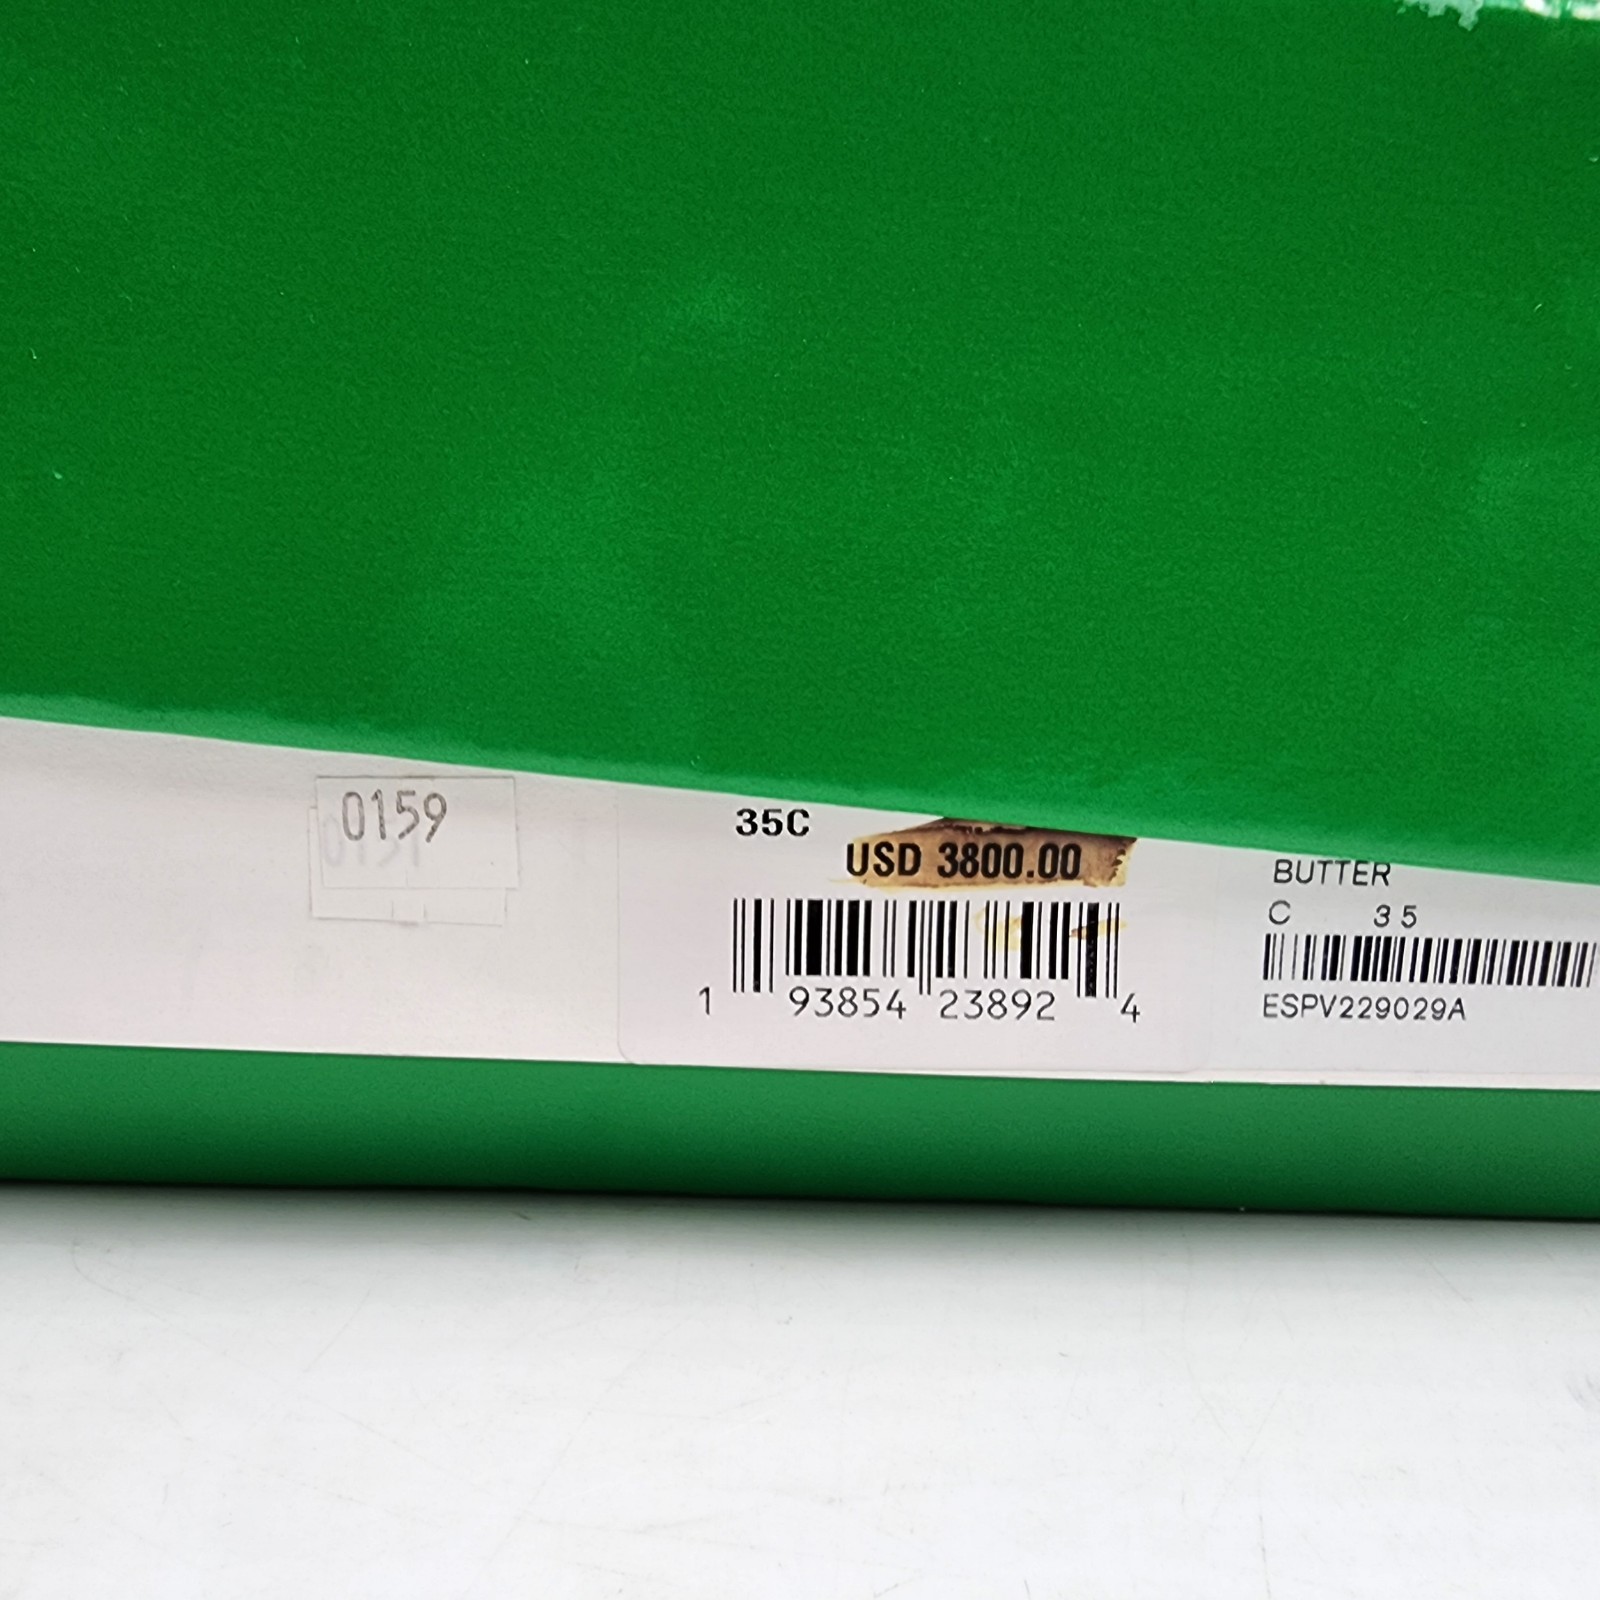 0159
35C
USD 3800.00
1 93854 23892 4
BUTTER
C 35
ESPV229029A